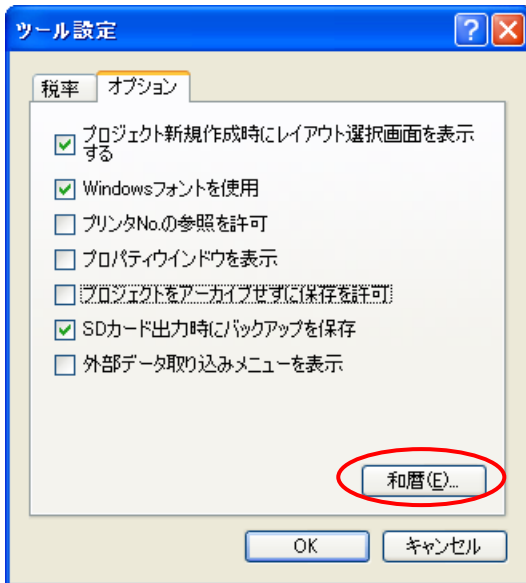 ツール設定
税率 オプション
プロジェクト新規作成時にレイアウト選択画面を表示
する
Windowsフォントを使用
プリンタNo.の参照を許可
プロパティウインドウを表示
プロジェクトをアーカイブせずに保存を許可
SDカード出力時にバックアップを保存
外部データ取り込みメニューを表示
和暦(E)...
OK キャンセル